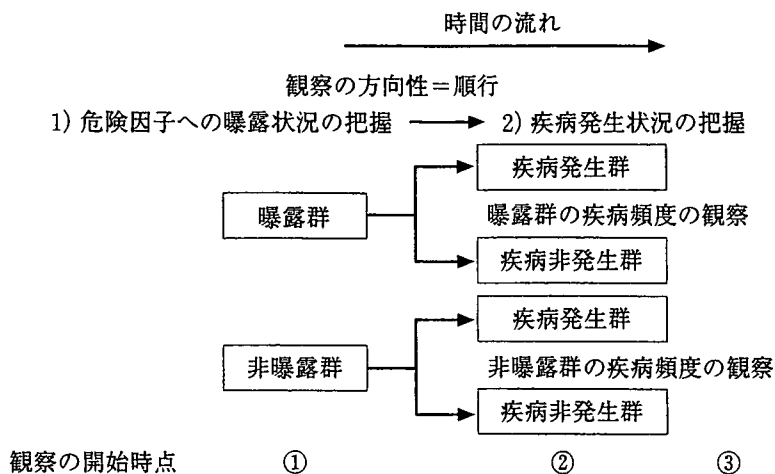 時間の流れ
観察の方向性=順行
1) 危険因子への曝露状況の把握 2) 疾病発生状況の把握
疾病発生群
曝露群
曝露群の疾病頻度の観察
疾病非発生群
疾病発生群
非曝露群
非曝露群の疾病頻度の観察
疾病非発生群
観察の開始時点 ① ② ③